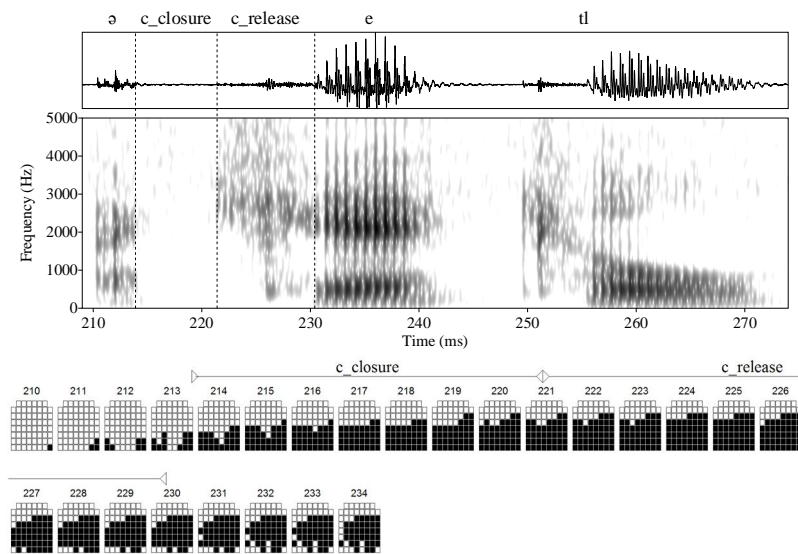 ə c_closure c_release e tl
5000
4000
3000
2000
1000
0
Frequency (Hz)
210 220 230 240 250 260 270
Time (ms)
c_closure c_release
210 211 212 213 214 215 216 217 218 219 220 221 222 223 224 225 226
227 228 229 230 231 232 233 234